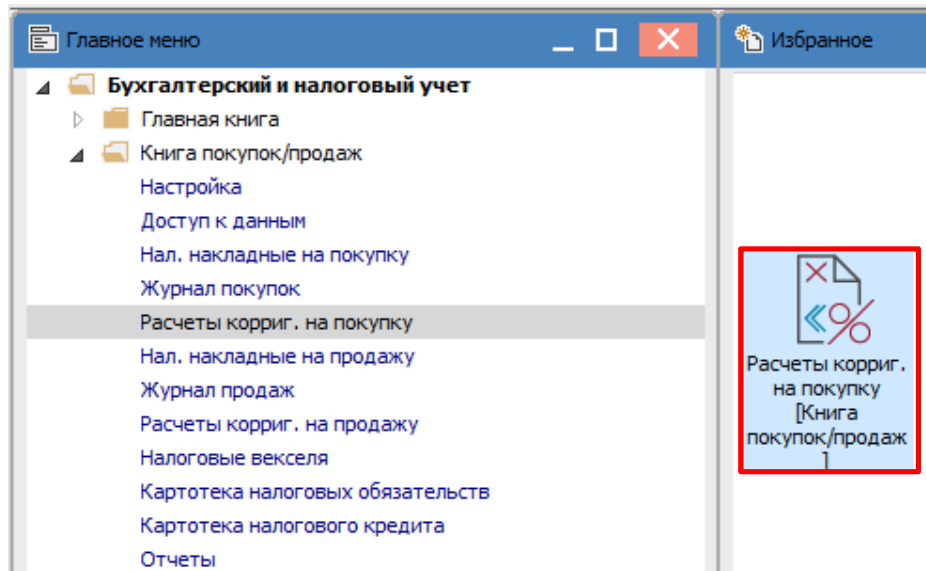 Главное меню
Избранное
Бухгалтерский и налоговый учет
Главная книга
Книга покупок/продаж
Настройка
Доступ к данным
Нал. накладные на покупку
Журнал покупок
Расчеты корриг. на покупку
Нал. накладные на продажу
Журнал продаж
Расчеты корриг. на продажу
Налоговые векселя
Картотека налоговых обязательств
Картотека налогового кредита
Отчеты
Расчеты корриг.
на покупку
[Книга
покупок/продаж
]